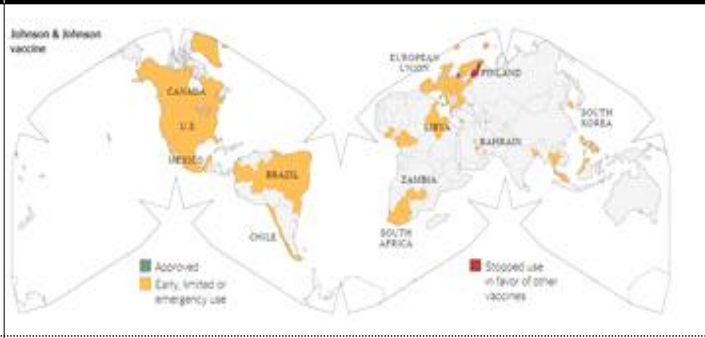 Johnson & Johnson
vaccine
EUROPEAN
UNION
FINLAND
CANADA
SOUTH
KOREA
U.S.
LIBYA
BAHRAIN
MEXICO
BRAZIL
ZAMBIA
CHILE
SOUTH
AFRICA
Approved
Early, limited or
emergency use
Stopped use
in favor of other
vaccines